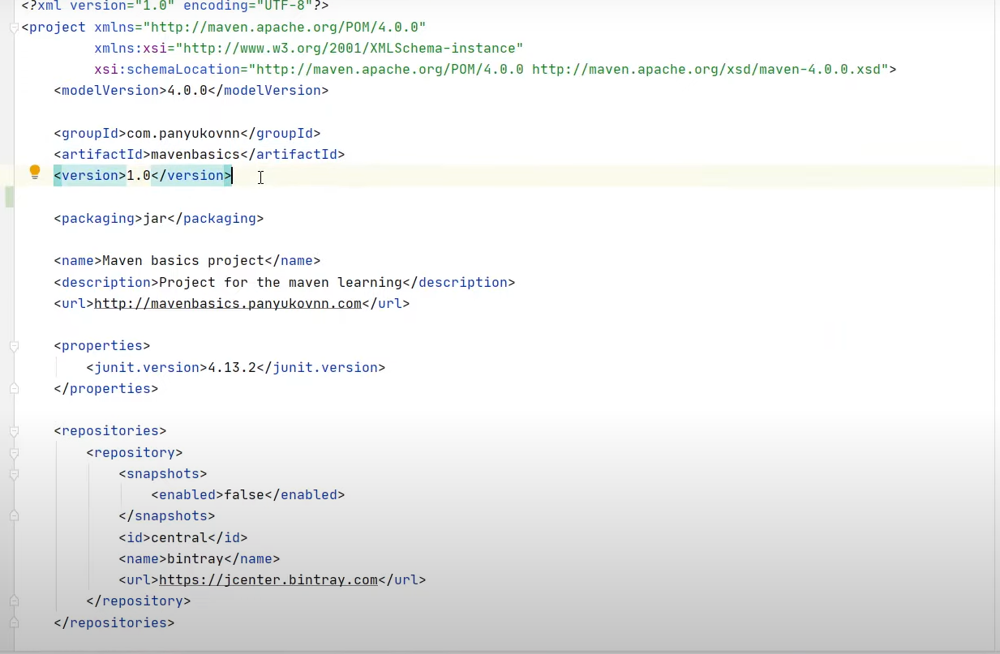 <?xml version="1.0" encoding="UTF-8"?>
<project xmlns="http://maven.apache.org/POM/4.0.0"
         xmlns:xsi="http://www.w3.org/2001/XMLSchema-instance"
         xsi:schemaLocation="http://maven.apache.org/POM/4.0.0 http://maven.apache.org/xsd/maven-4.0.0.xsd">
    <modelVersion>4.0.0</modelVersion>

    <groupId>com.panyukovnn</groupId>
    <artifactId>mavenbasics</artifactId>
    <version>1.0</version>

    <packaging>jar</packaging>

    <name>Maven basics project</name>
    <description>Project for the maven learning</description>
    <url>http://mavenbasics.panyukovnn.com</url>

    <properties>
        <junit.version>4.13.2</junit.version>
    </properties>

    <repositories>
        <repository>
            <snapshots>
                <enabled>false</enabled>
            </snapshots>
            <id>central</id>
            <name>bintray</name>
            <url>https://jcenter.bintray.com</url>
        </repository>
    </repositories>